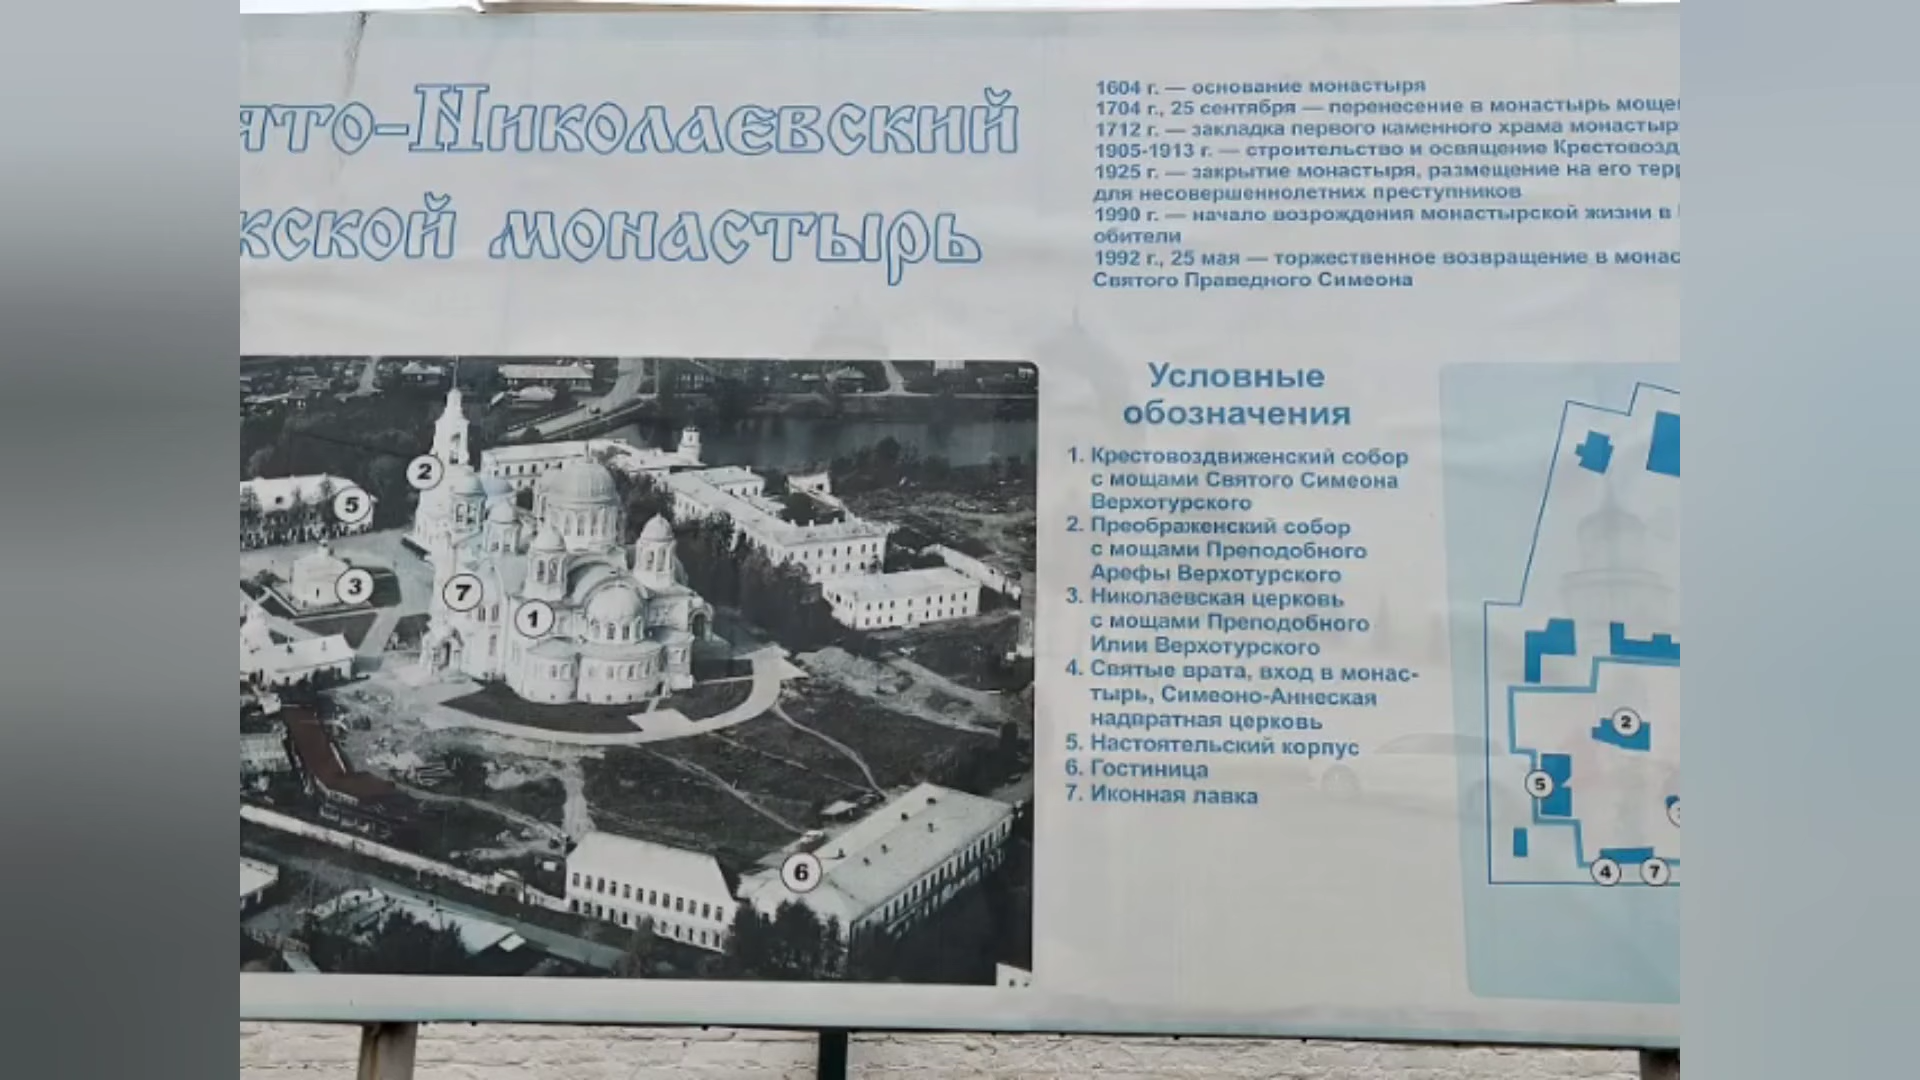 ято-Николаевский
жской монастырь
1604 г. — основание монастыря
1704 г., 25 сентября — перенесение в монастырь моще
1712 г. — закладка первого каменного храма монастыр
1905-1913 г. — строительство и освящение Крестовозд
1925 г. — закрытие монастыря, размещение на его терр
для несовершеннолетних преступников
1990 г. — начало возрождения монастырской жизни в
обители
1992 г., 25 мая — торжественное возвращение в монас
Святого Праведного Симеона
Условные
обозначения
1. Крестовоздвиженский собор
с мощами Святого Симеона
Верхотурского
2. Преображенский собор
с мощами Преподобного
Арефы Верхотурского
3. Николаевская церковь
с мощами Преподобного
Илии Верхотурского
4. Святые врата, вход в монас-
тырь, Симеоно-Аннеская
надвратная церковь
5. Настоятельский корпус
6. Гостиница
7. Иконная лавка
2
5
3
7
1
6
2
5
4
7